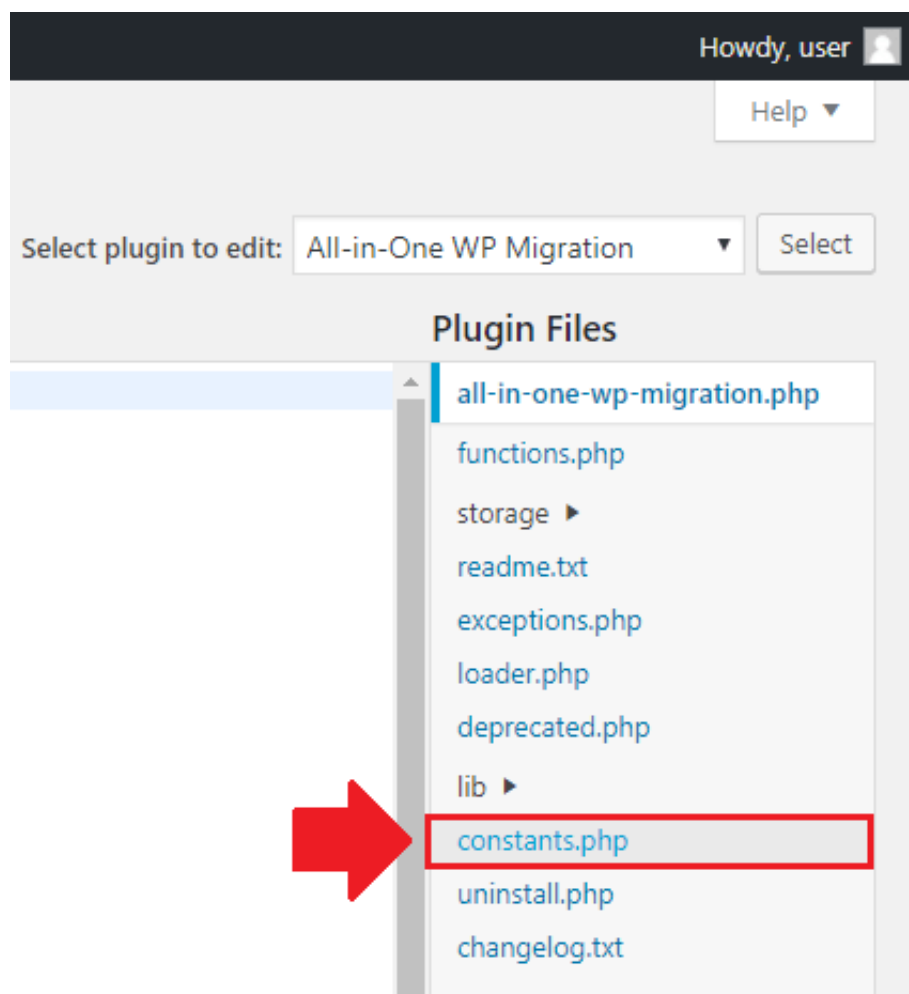 Howdy, user
Help ▼
Select plugin to edit: All-in-One WP Migration ▼ Select
Plugin Files
all-in-one-wp-migration.php
functions.php
storage ▶
readme.txt
exceptions.php
loader.php
deprecated.php
lib ▶
constants.php
uninstall.php
changelog.txt